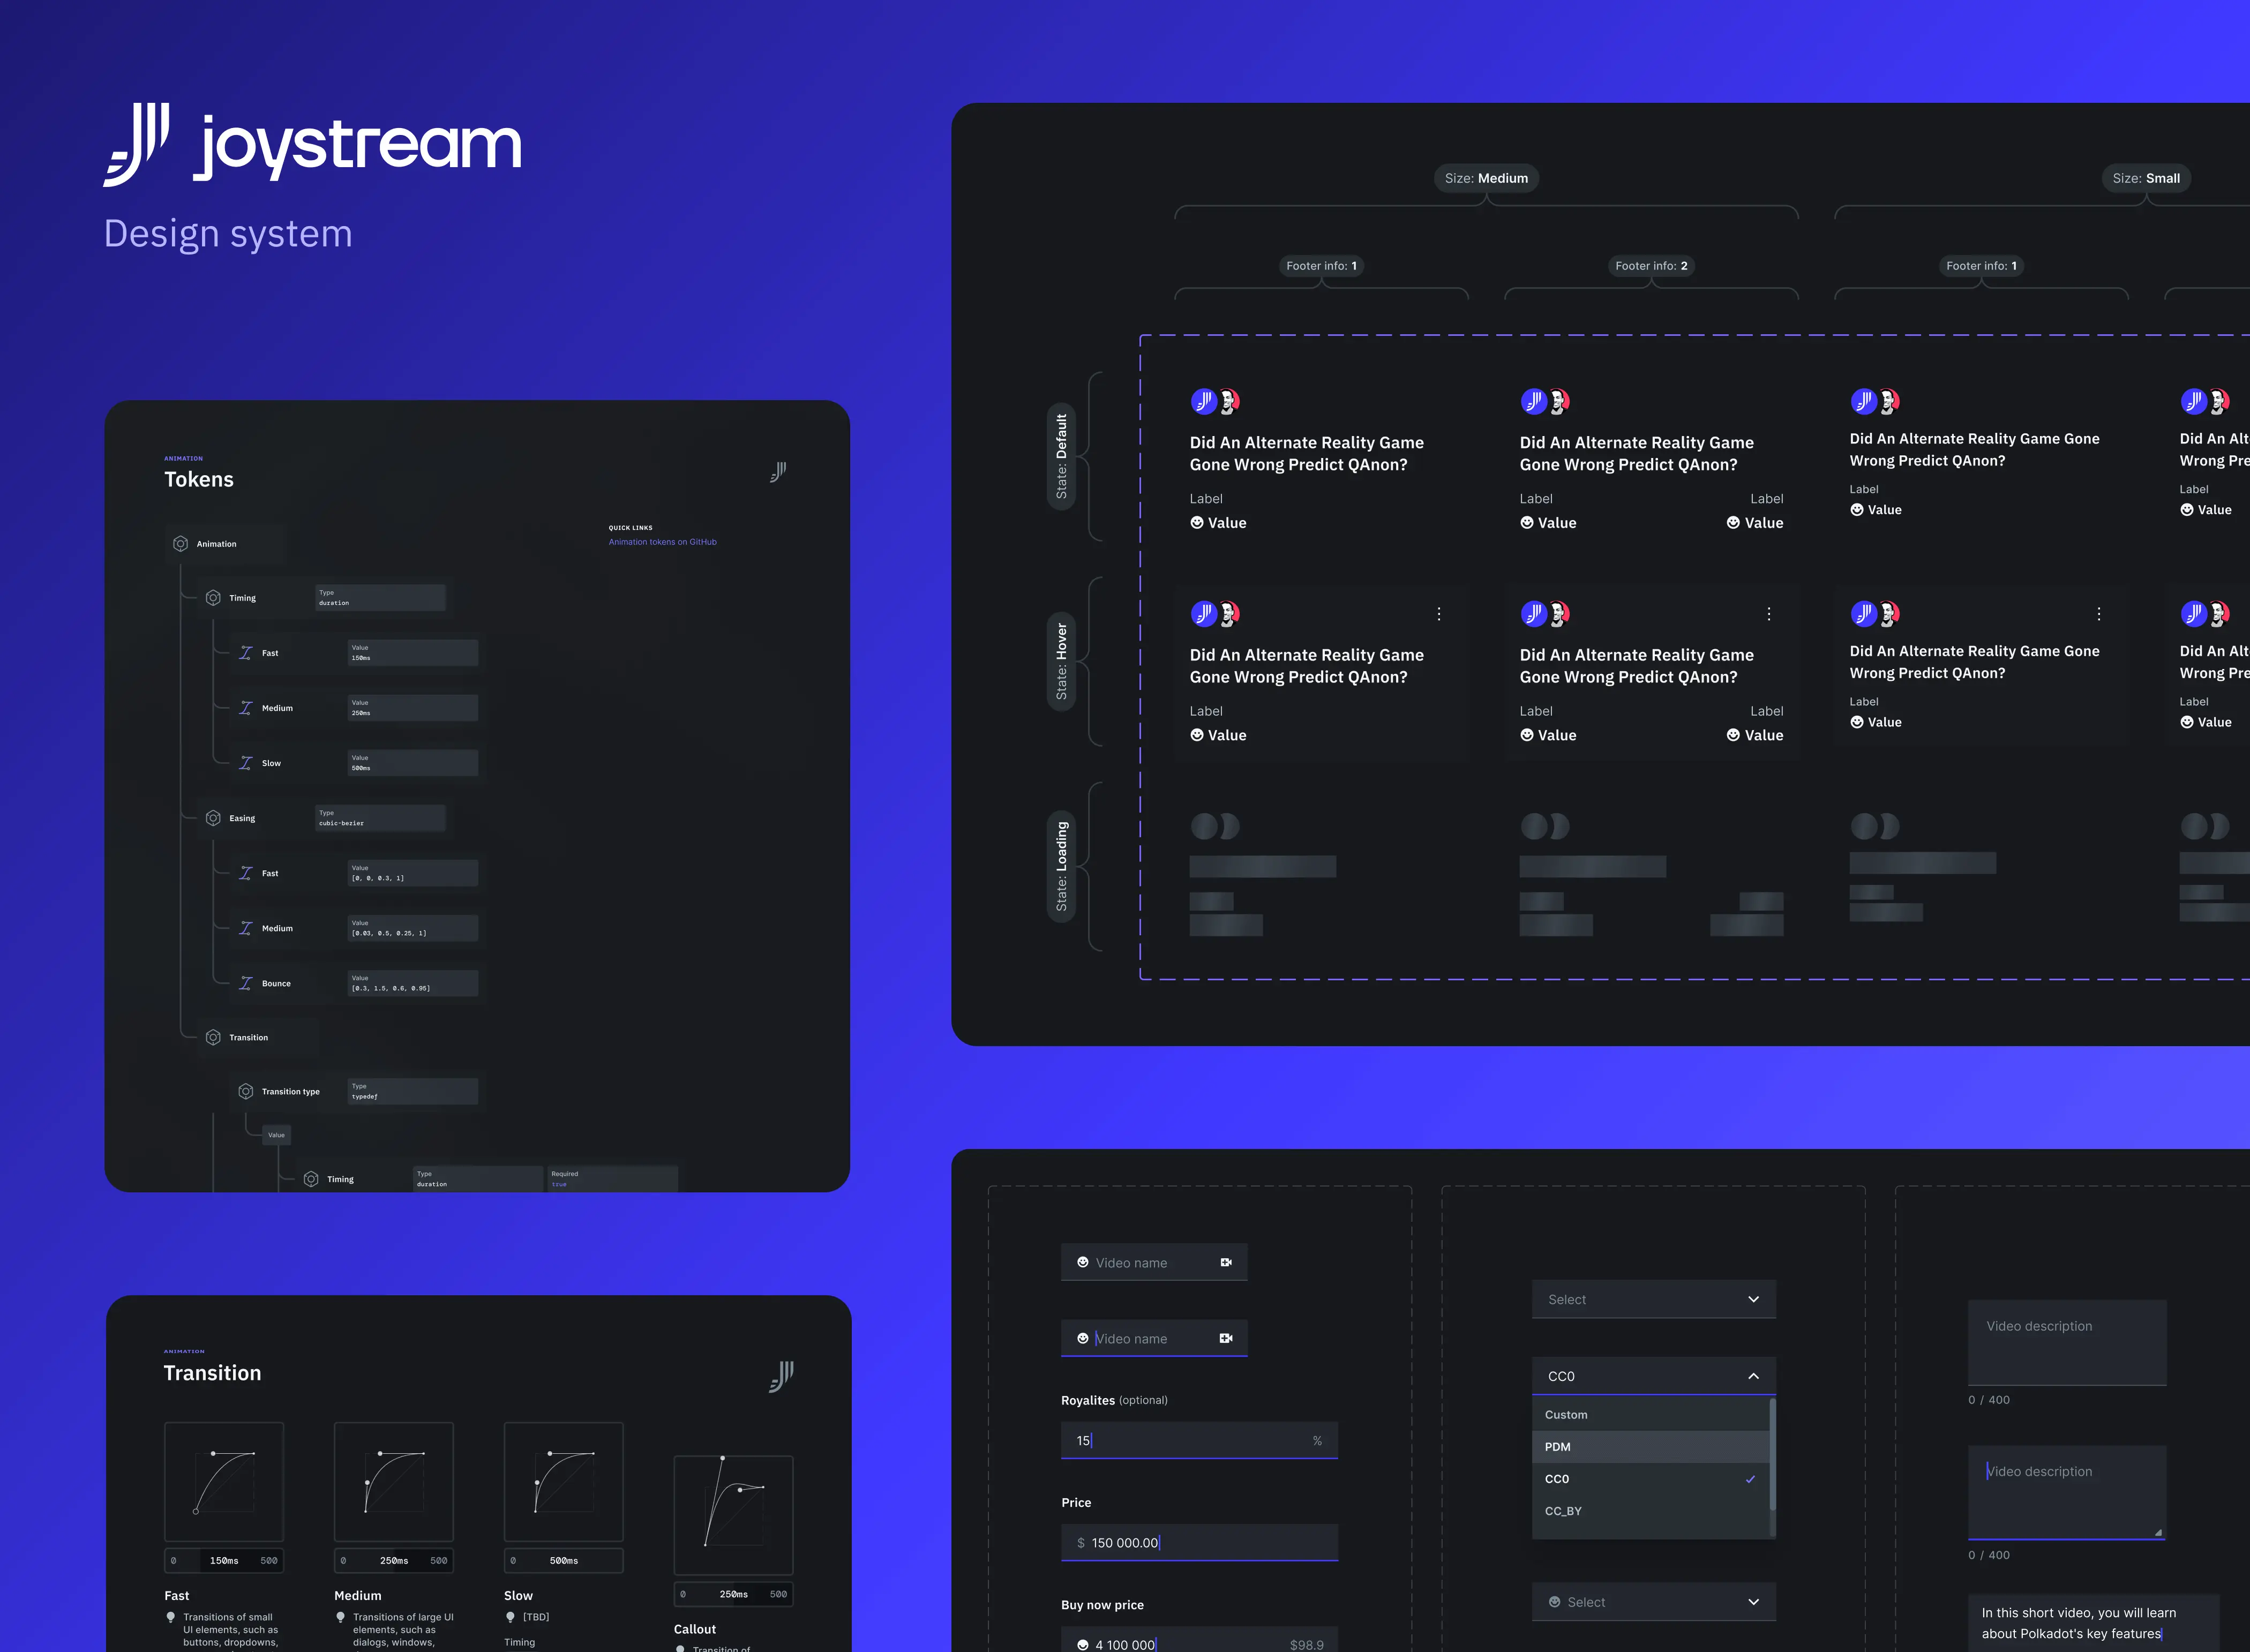 joystream
Design system
ANIMATION
Tokens
QUICK LINKS
Animation tokens on GitHub
Animation
Timing
Type
duration
Fast
Value
150ms
Medium
Value
250ms
Slow
Value
500ms
Easing
Type
cubic-bezier
Fast
Value
[0, 0, 0.3, 1]
Medium
Value
[0.03, 0.5, 0.25, 1]
Bounce
Value
[0.3, 1.5, 0.6, 0.95]
Transition
Transition type
Type
typedef
Value
Timing
Type
duration
Required
true
ANIMATION
Transition
0 150ms 500
Fast
Transitions of small
UI elements, such as
buttons, dropdowns,
0 250ms 500
Medium
Transitions of large UI
elements, such as
dialogs, windows,
0 500ms
Slow
[TBD]
Timing
0 250ms 500
Callout
Transition of
Size: Medium
Size: Small
Footer info: 1
Footer info: 2
Footer info: 1
State: Default
Did An Alternate Reality Game
Gone Wrong Predict QAnon?
Label
Value
Did An Alternate Reality Game
Gone Wrong Predict QAnon?
Label Label
Value Value
Did An Alternate Reality Game Gone
Wrong Predict QAnon?
Label
Value
Did An Alt
Wrong Pre
Label
Value
State: Hover
Did An Alternate Reality Game
Gone Wrong Predict QAnon?
Label
Value
Did An Alternate Reality Game
Gone Wrong Predict QAnon?
Label Label
Value Value
Did An Alternate Reality Game Gone
Wrong Predict QAnon?
Label
Value
Did An Alt
Wrong Pre
Label
Value
State: Loading
Video name
Video name
Royalites (optional)
15 %
Price
$ 150 000.00
Buy now price
4 100 000 $98.9
Select
CC0
Custom
PDM
CC0
CC_BY
Select
Video description
0 / 400
Video description
0 / 400
In this short video, you will learn
about Polkadot's key features